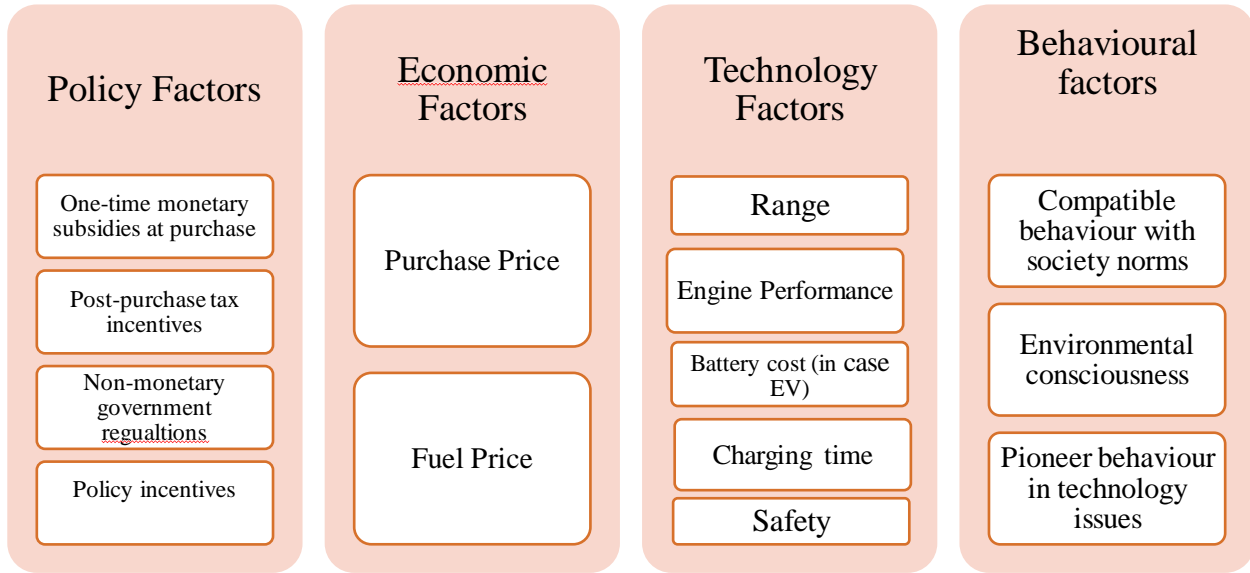 Policy Factors
One-time monetary
subsidies at purchase
Post-purchase tax
incentives
Non-monetary
government
regualtions
Policy incentives
Economic
Factors
Purchase Price
Fuel Price
Technology
Factors
Range
Engine Performance
Battery cost (in case
EV)
Charging time
Safety
Behavioural
factors
Compatible
behaviour with
society norms
Environmental
consciousness
Pioneer behaviour
in technology
issues